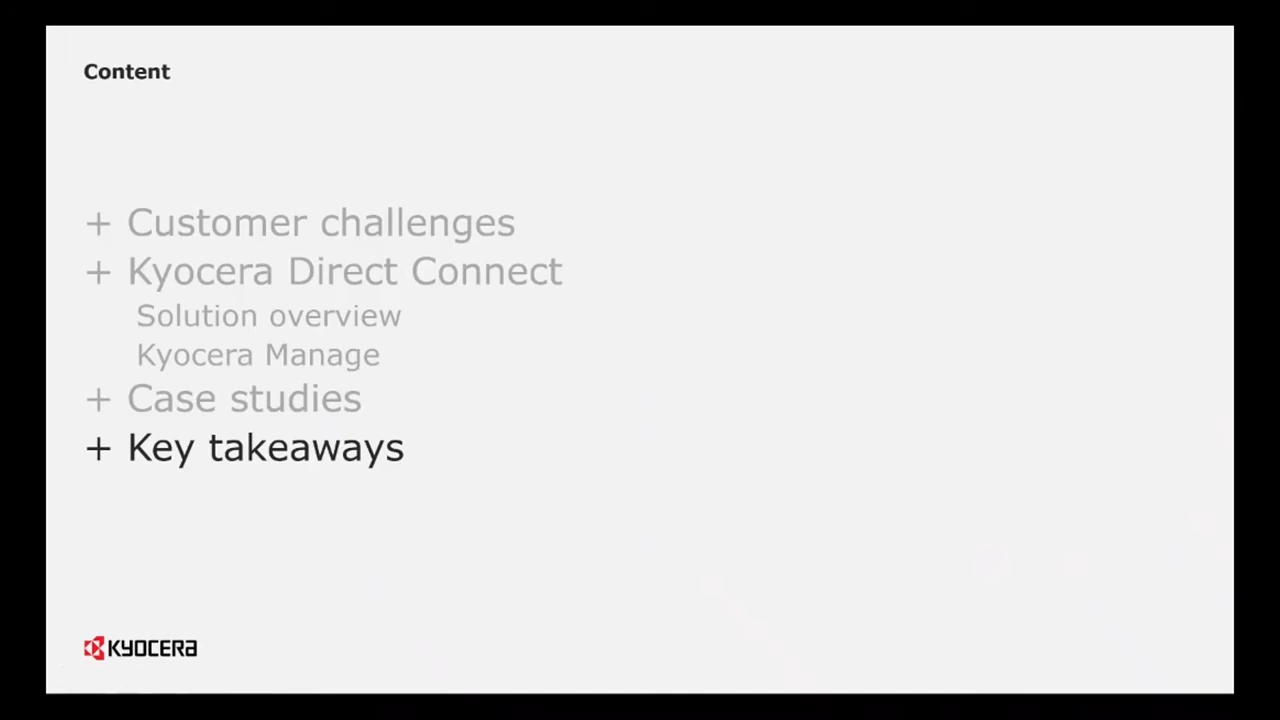 Content
+ Customer challenges
+ Kyocera Direct Connect
Solution overview
Kyocera Manage
+ Case studies
+ Key takeaways
KYOCERA